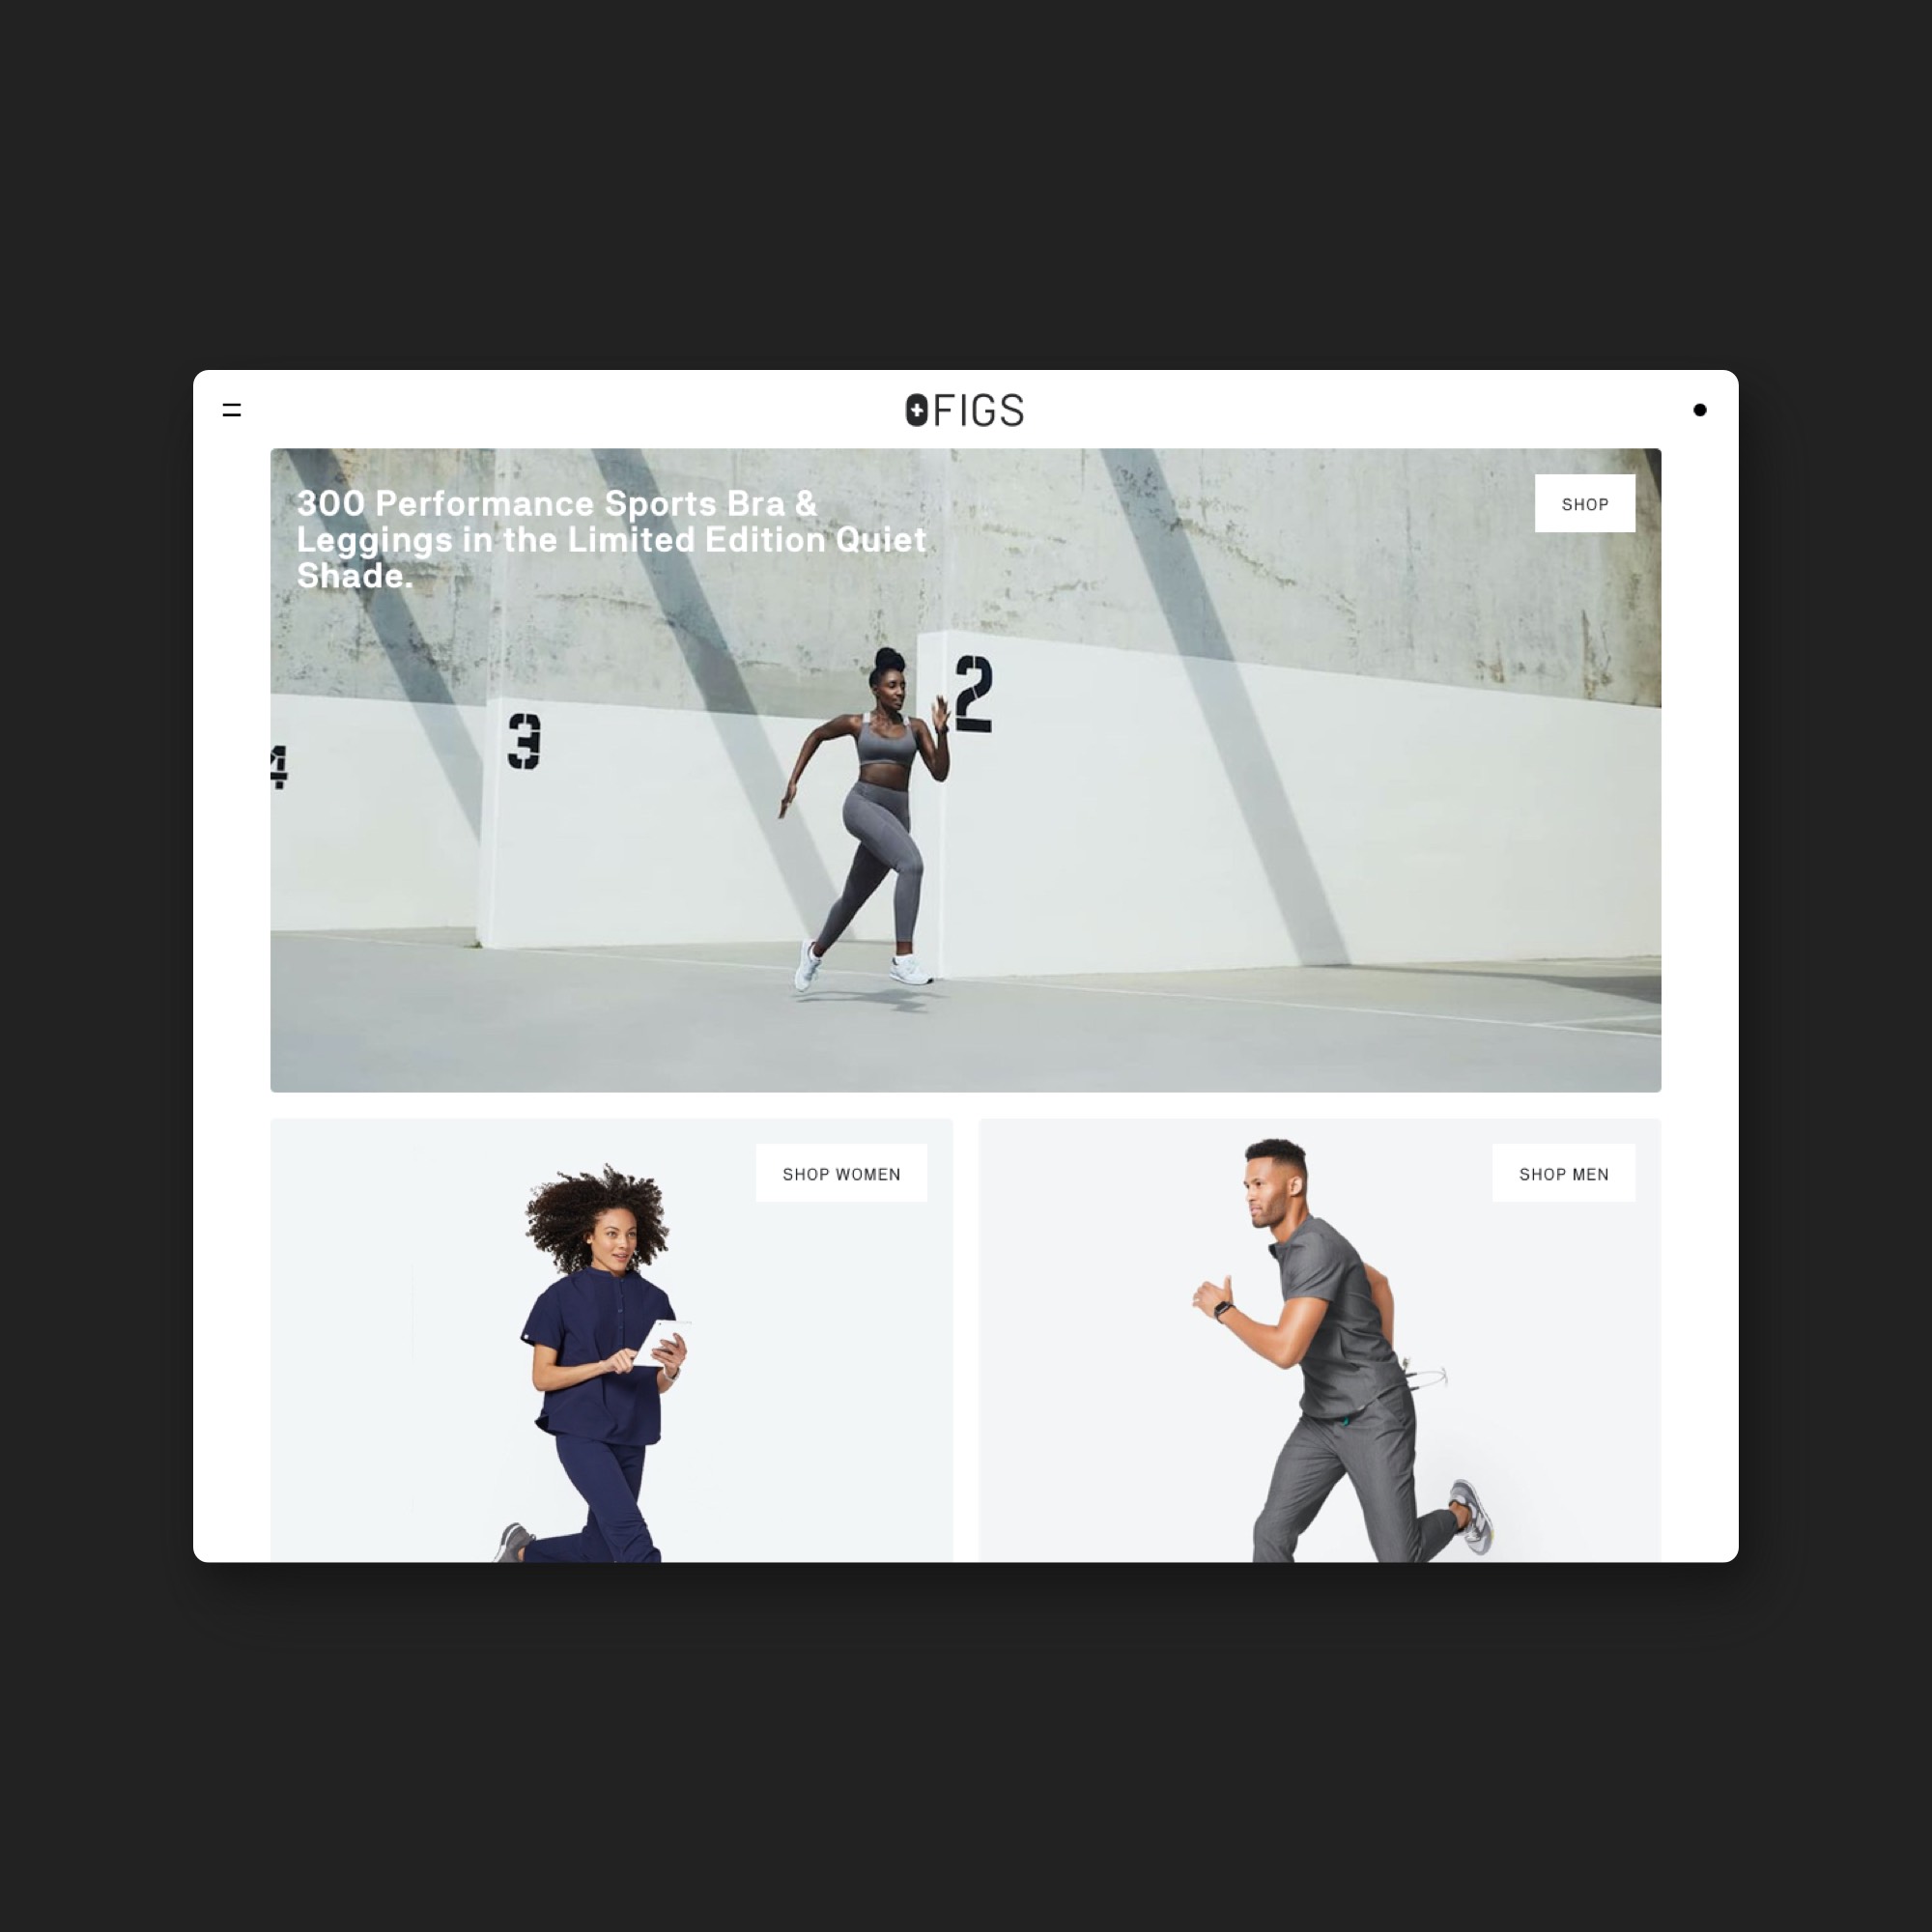 FIGS
300 Performance Sports Bra &
Leggings in the Limited Edition Quiet
Shade.
SHOP
4
3
2
SHOP WOMEN
SHOP MEN